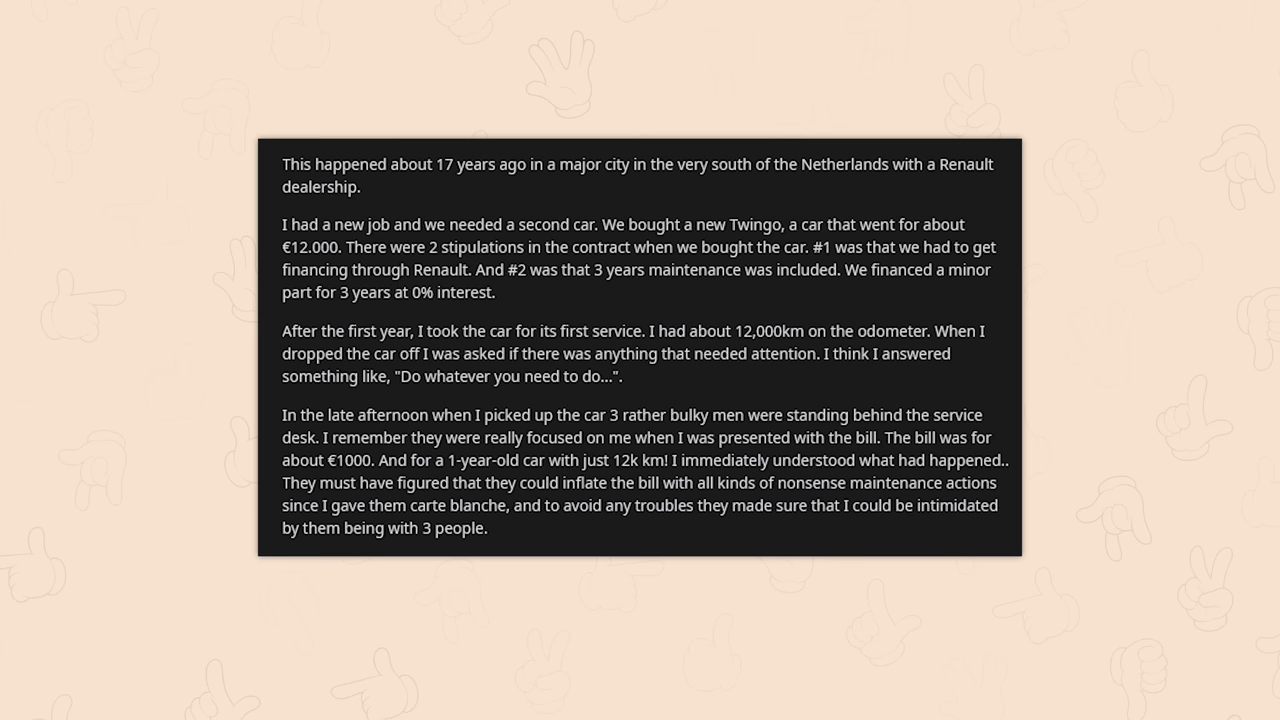 This happened about 17 years ago in a major city in the very south of the Netherlands with a Renault
dealership.
I had a new job and we needed a second car. We bought a new Twingo, a car that went for about
€12.000. There were 2 stipulations in the contract when we bought the car. #1 was that we had to get
financing through Renault. And #2 was that 3 years maintenance was included. We financed a minor
part for 3 years at 0% interest.
After the first year, I took the car for its first service. I had about 12,000km on the odometer. When I
dropped the car off I was asked if there was anything that needed attention. I think I answered
something like, "Do whatever you need to do...".
In the late afternoon when I picked up the car 3 rather bulky men were standing behind the service
desk. I remember they were really focused on me when I was presented with the bill. The bill was for
about €1000. And for a 1-year-old car with just 12k km! I immediately understood what had happened..
They must have figured that they could inflate the bill with all kinds of nonsense maintenance actions
since I gave them carte blanche, and to avoid any troubles they made sure that I could be intimidated
by them being with 3 people.